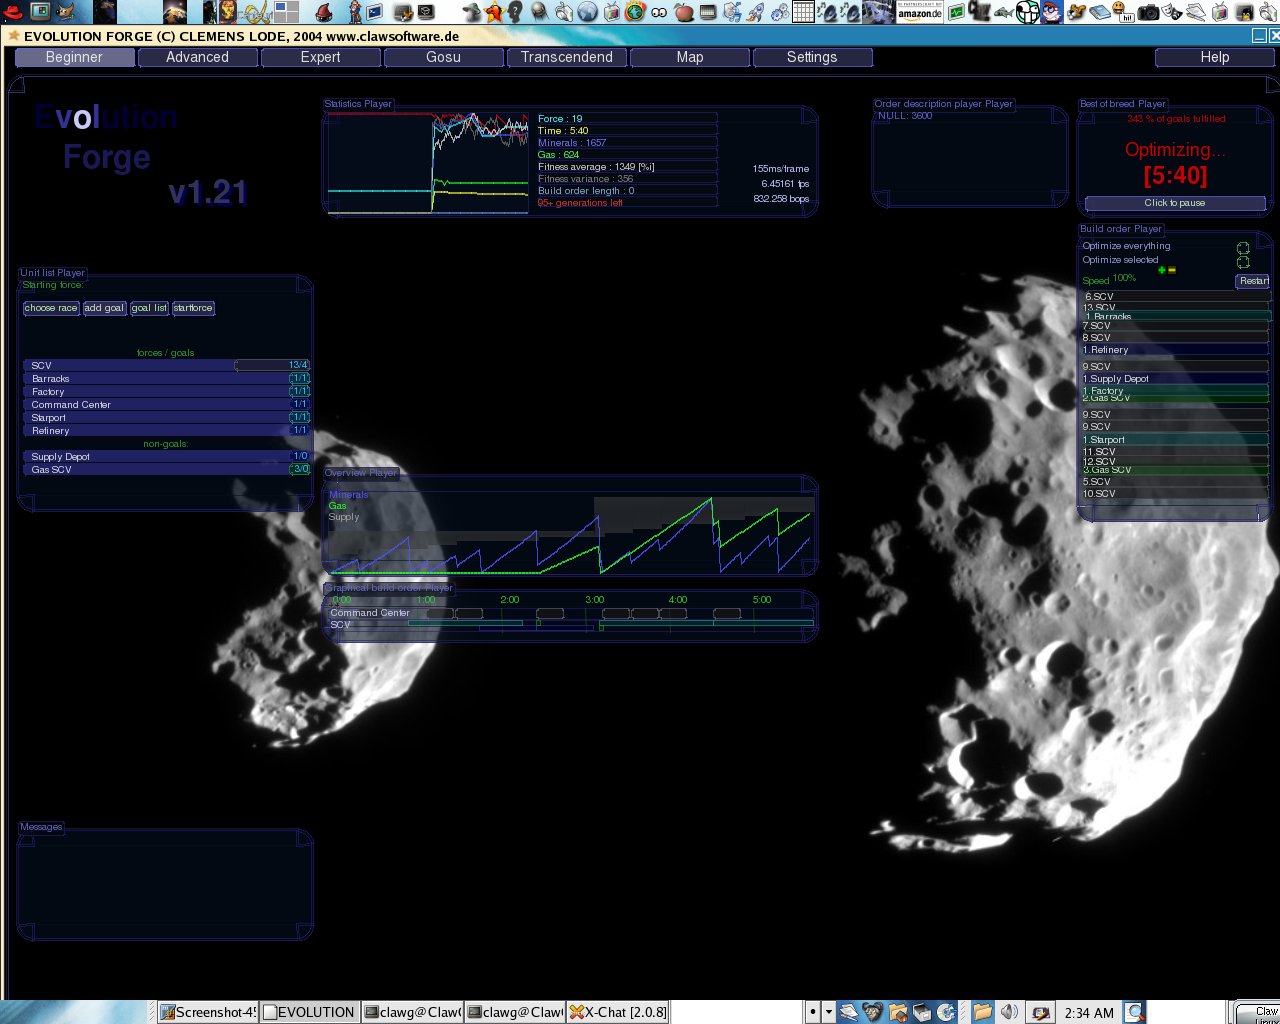 amazon.de
hi!
EVOLUTION FORGE (C) CLEMENS LODE, 2004 www.clawsoftware.de
Beginner Advanced Expert Gosu Transcendend Map Settings Help
Evolution
Forge
v1.21
Statistics Player
Force : 19
Time : 5:40
Minerals : 1657
Gas : 624
Fitness average : 1349 [%i]
Fitness variance : 356
Build order length : 0
95+ generations left
155ms/frame
6.45161 fps
832.258 bops
Order description player Player
NULL: 3600
Best of breed Player
343 % of goals fulfilled
Optimizing...
[5:40]
Click to pause
Build order Player
Optimize everything
Optimize selected
Speed 100%
Restart
6.SCV
13.SCV
1.Barracks
7.SCV
8.SCV
1.Refinery
9.SCV
1.Supply Depot
1.Factory
2.Gas SCV
9.SCV
9.SCV
1.Starport
11.SCV
12.SCV
3.Gas SCV
5.SCV
10.SCV
Unit list Player
Starting force:
choose race add goal goal list startforce
forces / goals
SCV 13/4
Barracks 1/1
Factory 1/1
Command Center 1/1
Starport 1/1
Refinery 1/1
non-goals:
Supply Depot 1/0
Gas SCV 3/0
Overview Player
Minerals
Gas
Supply
Graphical build order Player
0:00 1:00 2:00 3:00 4:00 5:00
Command Center
SCV
Messages
Screenshot-45 EVOLUTION clawg@Claw clawg@Claw X-Chat [2.0.8] 2:34 AM Claw
Linux